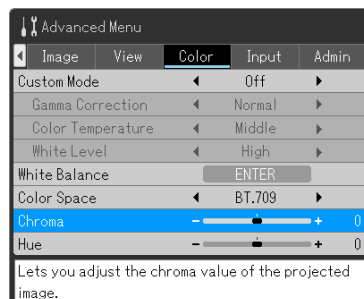 Advanced Menu
Image View Color Input Admin
Custom Mode Off
Gamma Correction Normal
Color Temperature Middle
White Level High
White Balance ENTER
Color Space BT.709
Chroma - + 0
Hue - + 0
Lets you adjust the chroma value of the projected
image.